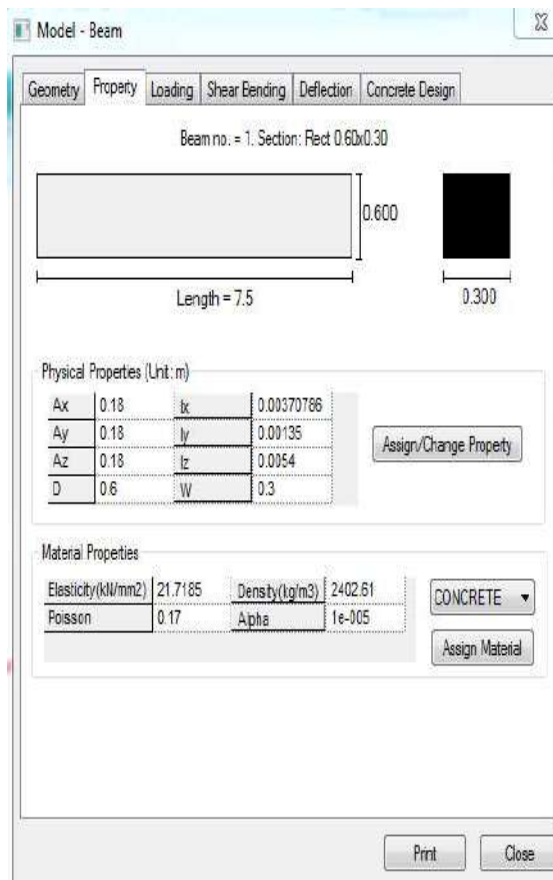 Model - Beam
Geometry Property Loading Shear Bending Deflection Concrete Design
Beam no. = 1. Section: Rect 0.60x0.30
0.600
Length = 7.5 0.300
Physical Properties (Unit: m)
Ax 0.18 Ix 0.00370786
Ay 0.18 Iy 0.00135
Az 0.18 Iz 0.0054
D 0.6 W 0.3
Assign/Change Property
Material Properties
Elasticity(kN/mm2) 21.7185 Density(kg/m3) 2402.61
Poisson 0.17 Alpha 1e-005
CONCRETE
Assign Material
Print Close